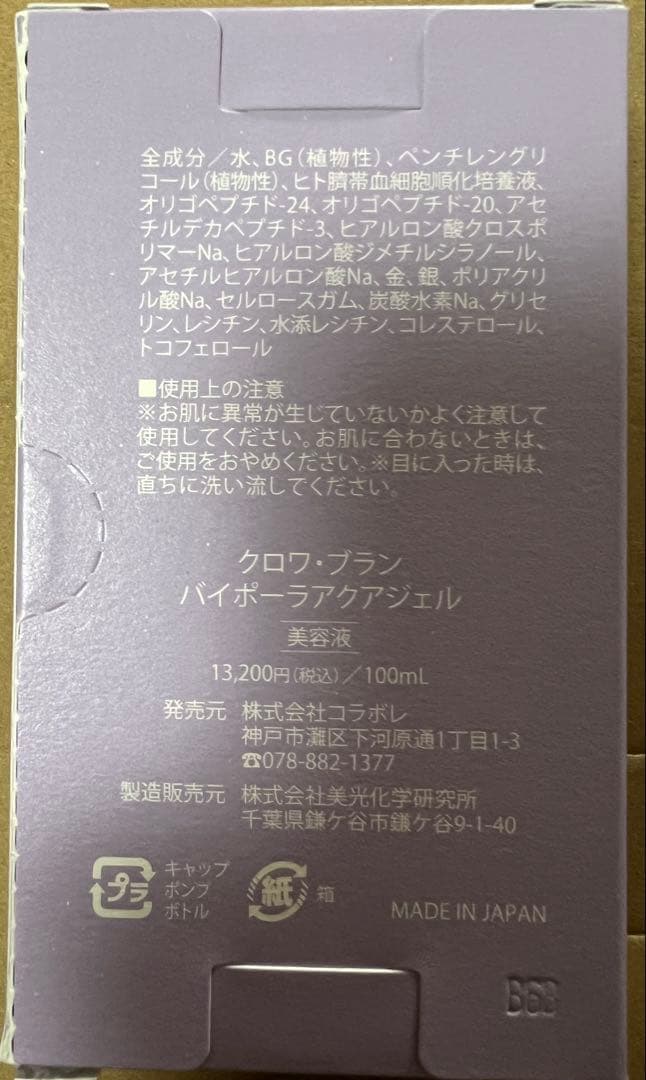 全成分／水、BG（植物性）、ペンチレングリ
コール（植物性）、ヒト臍帯血細胞順化培養液、
オリゴペプチド-24、オリゴペプチド-20、アセ
チルデカペプチド-3、ヒアルロン酸クロスポ
リマーNa、ヒアルロン酸ジメチルシラノール、
アセチルヒアルロン酸Na、金、銀、ポリアクリ
ル酸Na、セルロースガム、炭酸水素Na、グリセ
リン、レシチン、水添レシチン、コレステロール、
トコフェロール
■使用上の注意
※お肌に異常が生じていないかよく注意して
使用してください。お肌に合わないときは、
ご使用をおやめください。※目に入った時は、
直ちに洗い流してください。
クロワ・ブラン
バイポーラアクアジェル
美容液
13,200円（税込）／100mL
発売元 株式会社コラボレ
神戸市灘区下河原通1丁目1-3
☎078-882-1377
製造販売元 株式会社美光化学研究所
千葉県鎌ケ谷市鎌ケ谷9-1-40
プラ
キャップ
ポンプ
ボトル
紙
箱
MADE IN JAPAN